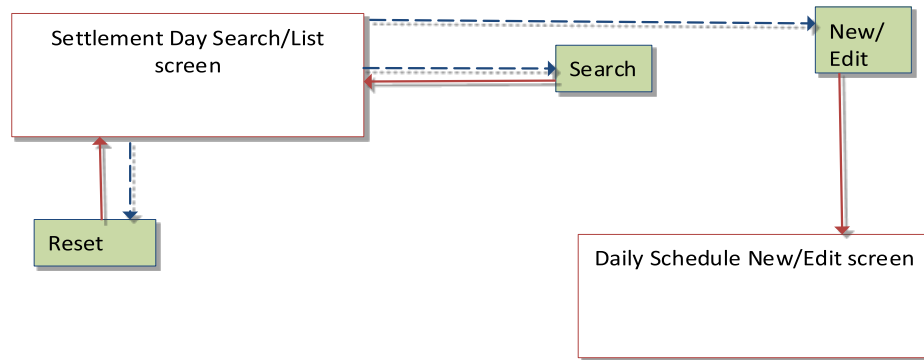 Settlement Day Search/List
screen
New/
Edit
Search
Reset
Daily Schedule New/Edit screen